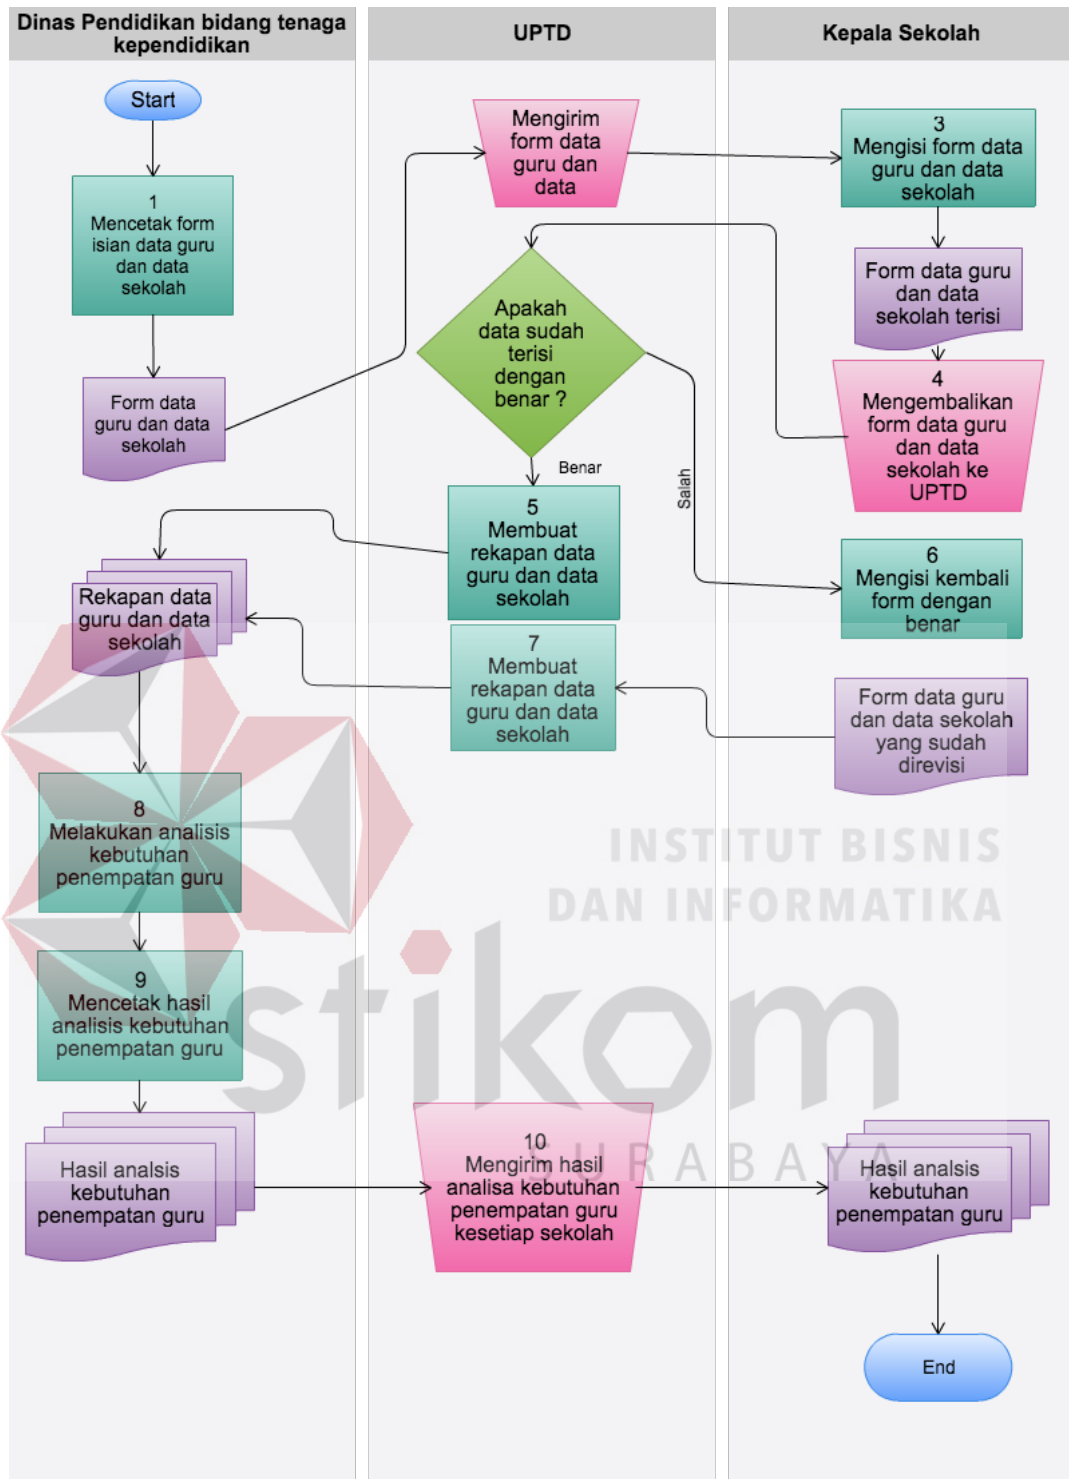 Dinas Pendidikan bidang tenaga
kependidikan
UPTD
Kepala Sekolah
Start
Mengirim
form data
guru dan
data
3
Mengisi form data
guru dan data
sekolah
1
Mencetak form
isian data guru
dan data
sekolah
Form data guru
dan data
sekolah terisi
Apakah
data sudah
terisi
dengan
benar ?
Form data
guru dan data
sekolah
4
Mengembalikan
form data guru
dan data
sekolah ke
UPTD
Benar
Salah
5
Membuat
rekapan data
guru dan data
sekolah
6
Mengisi kembali
form dengan
benar
Rekapan data
guru dan data
sekolah
7
Membuat
rekapan data
guru dan data
sekolah
Form data guru
dan data sekolah
yang sudah
direvisi
8
Melakukan analisis
kebutuhan
penempatan guru
INSTITUT BISNIS
DAN INFORMATIKA
9
Mencetak hasil
analisis kebutuhan
penempatan guru
stikom
SURABAYA
Hasil analsis
kebutuhan
penempatan guru
10
Mengirim hasil
analisa kebutuhan
penempatan guru
kesetiap sekolah
Hasil analsis
kebutuhan
penempatan guru
End